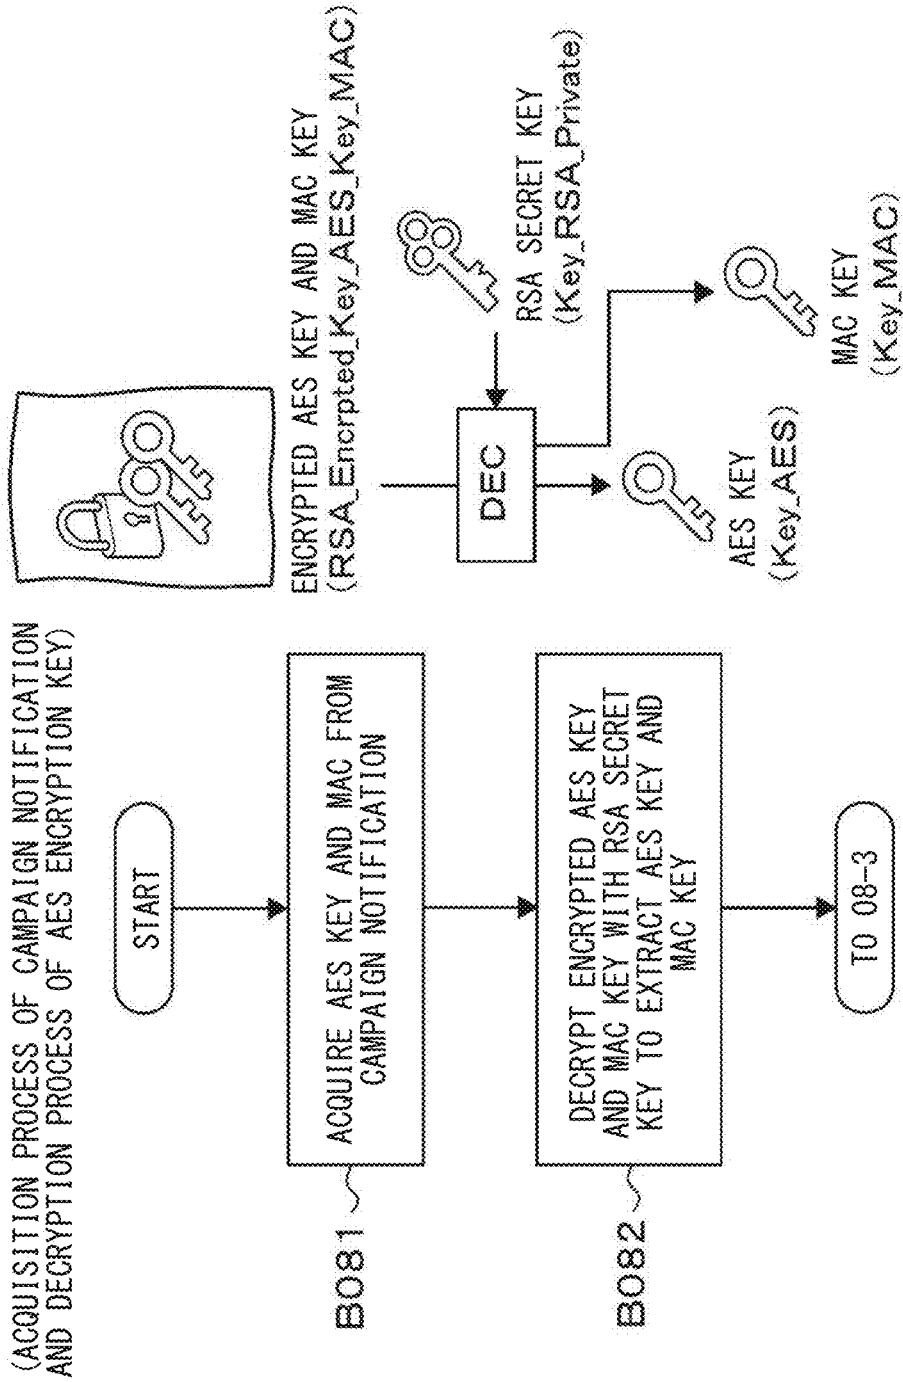 (ACQUISITION PROCESS OF CAMPAIGN NOTIFICATION
AND DECRYPTION PROCESS OF AES ENCRYPTION KEY)
START
B081
ACQUIRE AES KEY AND MAC FROM
CAMPAIGN NOTIFICATION
B082
DECRYPT ENCRYPTED AES KEY
AND MAC KEY WITH RSA SECRET
KEY TO EXTRACT AES KEY AND
MAC KEY
TO 08-3
ENCRYPTED AES KEY AND MAC KEY
(RSA_Encrpted_Key_AES_Key_MAC)
DEC
RSA SECRET KEY
(Key_RSA_Private)
AES KEY
(Key_AES)
MAC KEY
(Key_MAC)